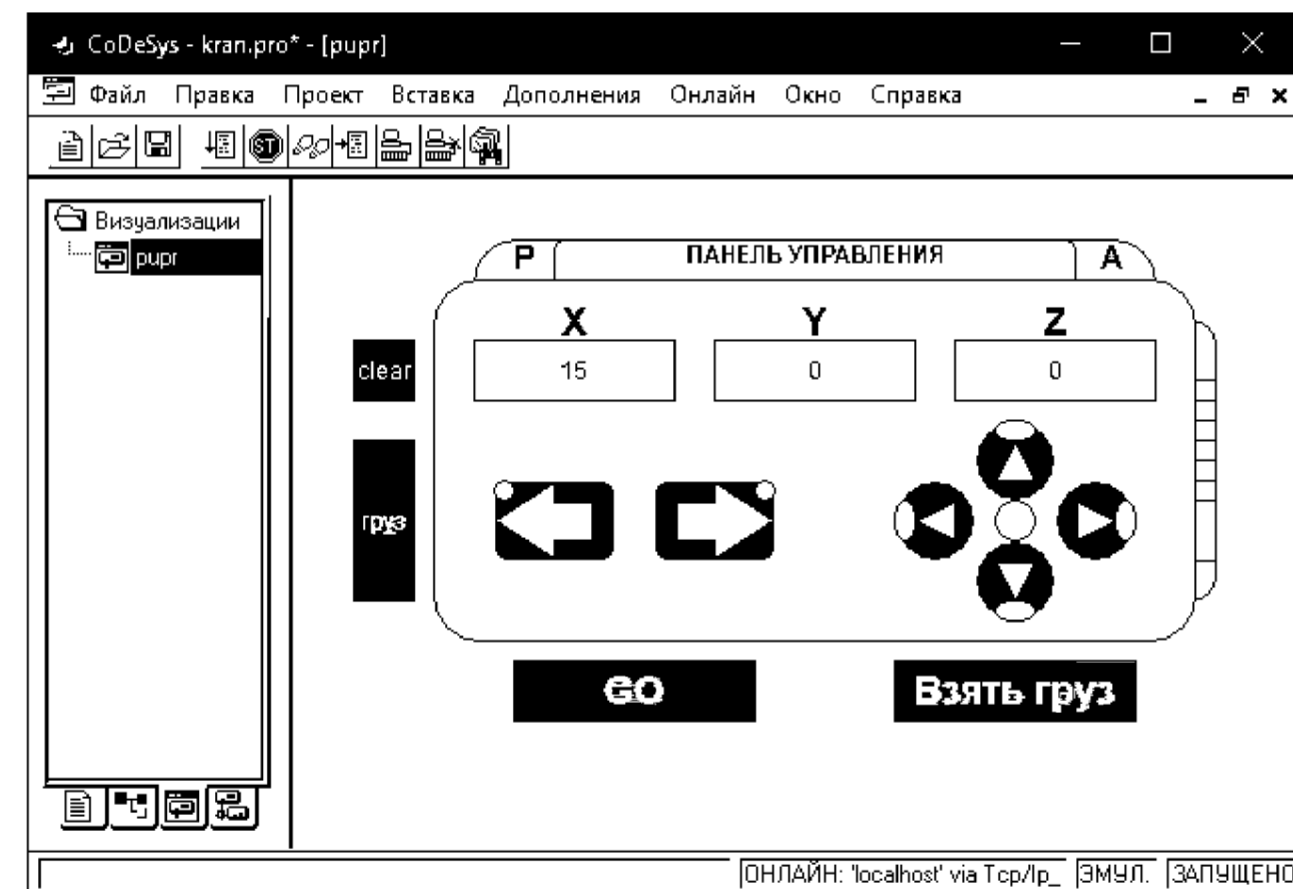 CoDeSys - kran.pro* - [pupr]
Файл Правка Проект Вставка Дополнения Онлайн Окно Справка
ST
Визуализации
pupr
P ПАНЕЛЬ УПРАВЛЕНИЯ A
X Y Z
clear 15 0 0
груз
GO Взять груз
ОНЛАЙН: 'localhost' via Tcp/Ip_ ЭМУЛ. ЗАПУЩЕНО